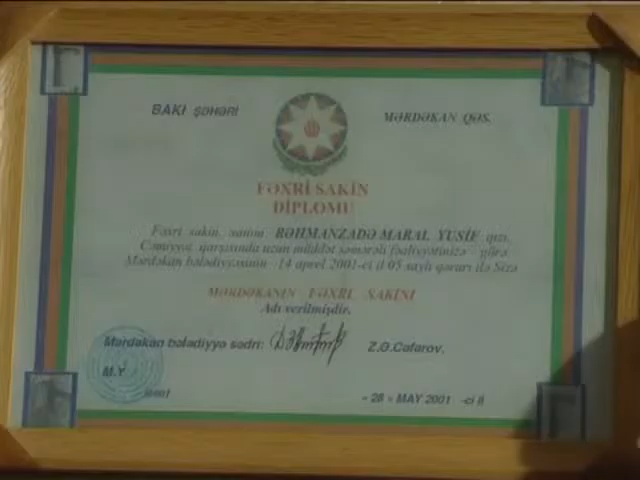 BAKI ŞƏHƏRİ
MƏRDƏKAN QƏS.
FƏXRİ SAKİN
DİPLOMU
Fəxri sakin xanım RƏHMANZADƏ MARAL YUSİF qızı,
Cəmiyyət qarşısında uzun müddət səmərəli fəaliyyətinizə görə
Mərdəkan bələdiyyəsinin 14 aprel 2001-ci il 05 saylı qərarı ilə Sizə
MƏRDƏKANIN FƏXRİ SAKİNİ
Adı verilmişdir.
Mərdəkan bələdiyyə sədri: Z.Ə.Cəfərov.
M.Y
« 28 » MAY 2001 -ci il